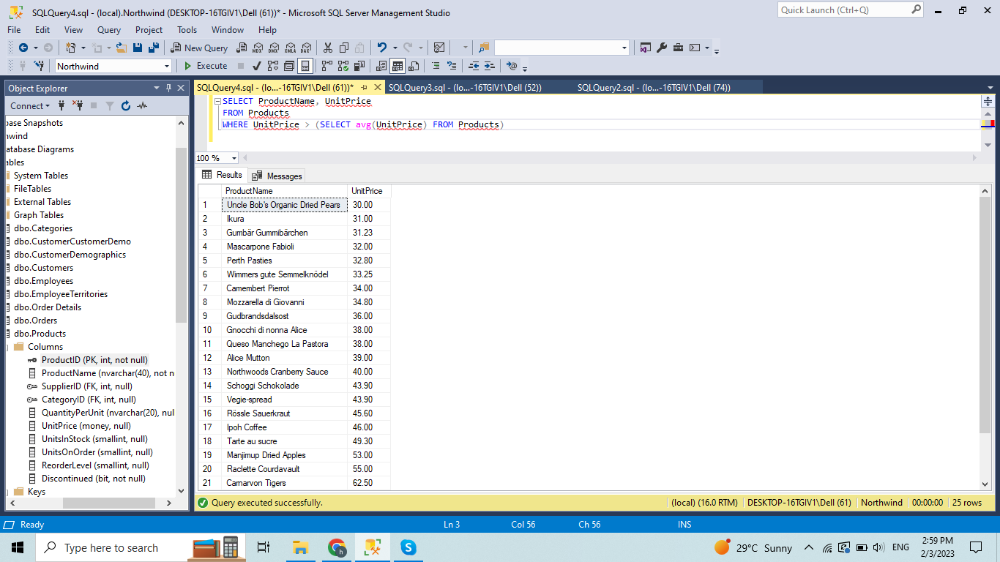 SQLQuery4.sql - (local).Northwind (DESKTOP-16TGIV1\Dell (61))* - Microsoft SQL Server Management Studio
Quick Launch (Ctrl+Q)
File Edit View Query Project Tools Window Help
New Query MDX DMX XMLA DAX
Northwind Execute
Object Explorer
SQLQuery4.sql - (lo...-16TGIV1\Dell (61))* SQLQuery3.sql - (lo...-16TGIV1\Dell (52)) SQLQuery2.sql - (lo...-16TGIV1\Dell (74))
Connect
base Snapshots
hwind
atabase Diagrams
ables
System Tables
FileTables
External Tables
Graph Tables
dbo.Categories
dbo.CustomerCustomerDemo
dbo.CustomerDemographics
dbo.Customers
dbo.Employees
dbo.EmployeeTerritories
dbo.Order Details
dbo.Orders
dbo.Products
Columns
ProductID (PK, int, not null)
ProductName (nvarchar(40), not n
SupplierID (FK, int, null)
CategoryID (FK, int, null)
QuantityPerUnit (nvarchar(20), nul
UnitPrice (money, null)
UnitsInStock (smallint, null)
UnitsOnOrder (smallint, null)
ReorderLevel (smallint, null)
Discontinued (bit, not null)
Keys
SELECT ProductName, UnitPrice
FROM Products
WHERE UnitPrice > (SELECT avg(UnitPrice) FROM Products)
100 %
Results Messages
ProductName UnitPrice
1 Uncle Bob's Organic Dried Pears 30.00
2 Ikura 31.00
3 Gumbär Gummibärchen 31.23
4 Mascarpone Fabioli 32.00
5 Perth Pasties 32.80
6 Wimmers gute Semmelknödel 33.25
7 Camembert Pierrot 34.00
8 Mozzarella di Giovanni 34.80
9 Gudbrandsdalsost 36.00
10 Gnocchi di nonna Alice 38.00
11 Queso Manchego La Pastora 38.00
12 Alice Mutton 39.00
13 Northwoods Cranberry Sauce 40.00
14 Schoggi Schokolade 43.90
15 Vegie-spread 43.90
16 Rössle Sauerkraut 45.60
17 Ipoh Coffee 46.00
18 Tarte au sucre 49.30
19 Manjimup Dried Apples 53.00
20 Raclette Courdavault 55.00
21 Carnarvon Tigers 62.50
Query executed successfully. (local) (16.0 RTM) DESKTOP-16TGIV1\Dell (61) Northwind 00:00:00 25 rows
Ready Ln 3 Col 56 Ch 56 INS
Type here to search 29°C Sunny ENG 2:59 PM
2/3/2023